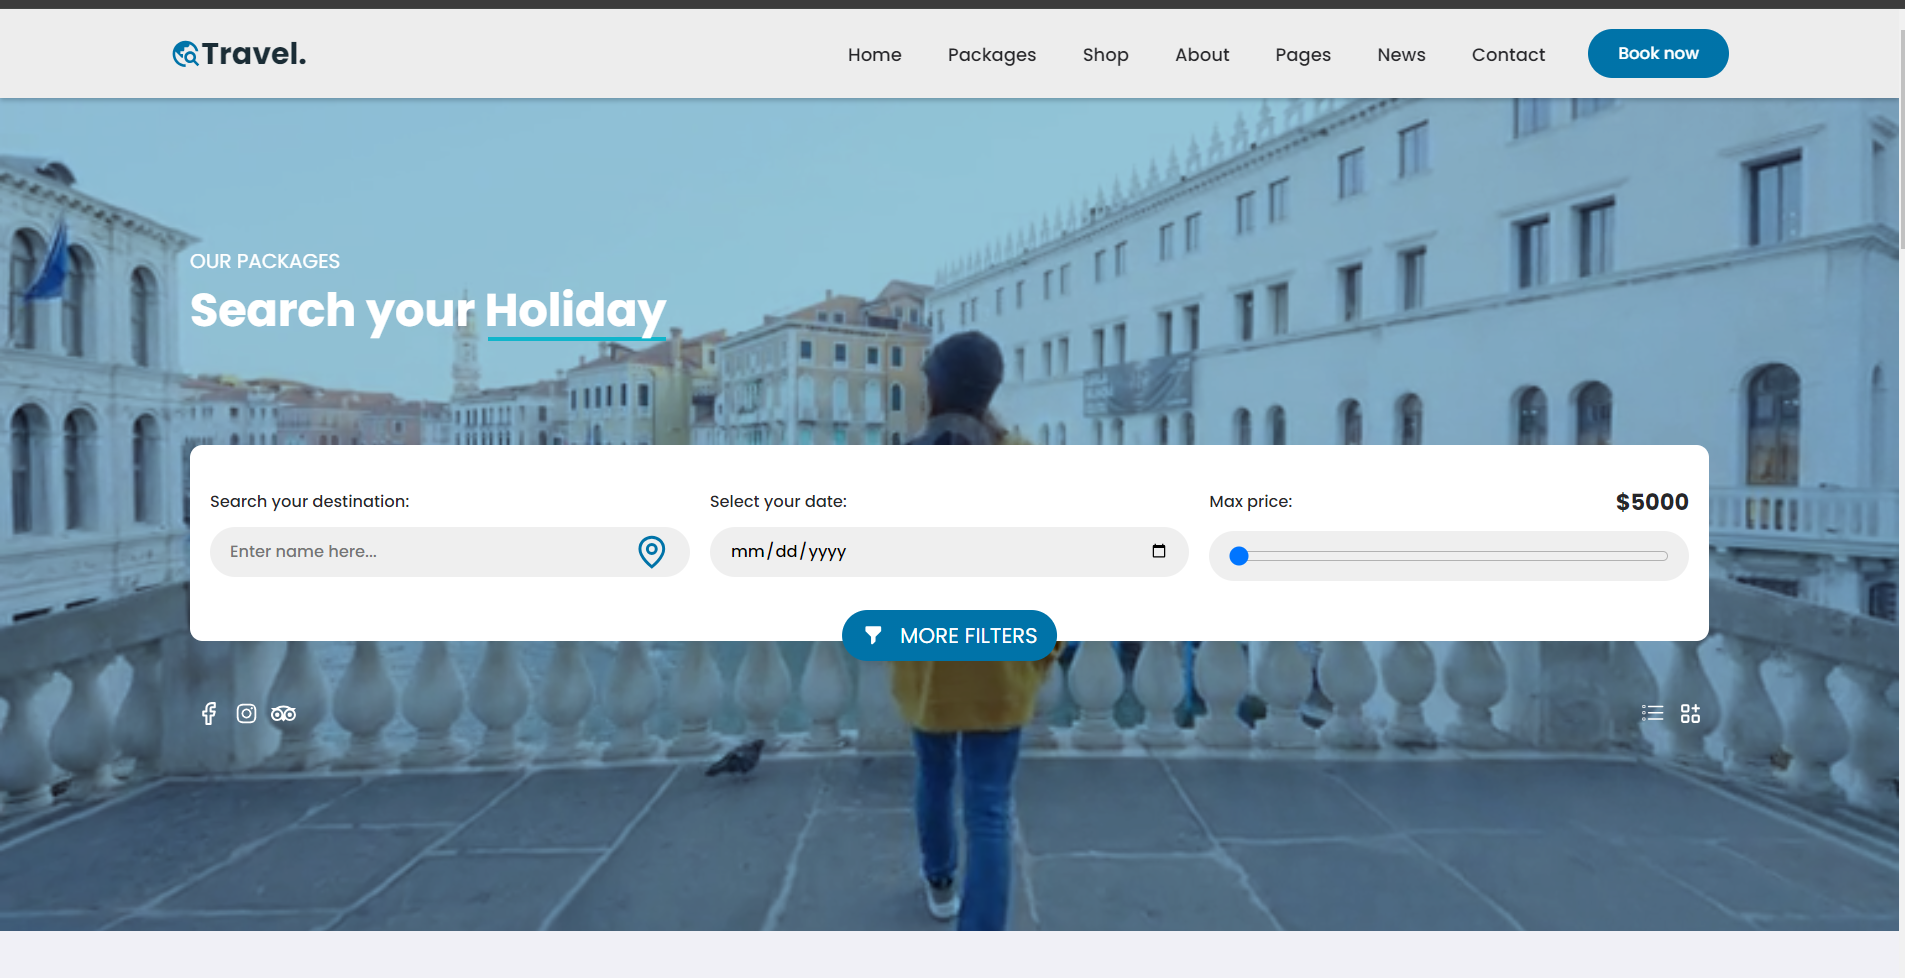 Travel.
Home Packages Shop About Pages News Contact Book now
OUR PACKAGES
Search your Holiday
Search your destination: Select your date: Max price: $5000
Enter name here... mm/dd/yyyy
MORE FILTERS